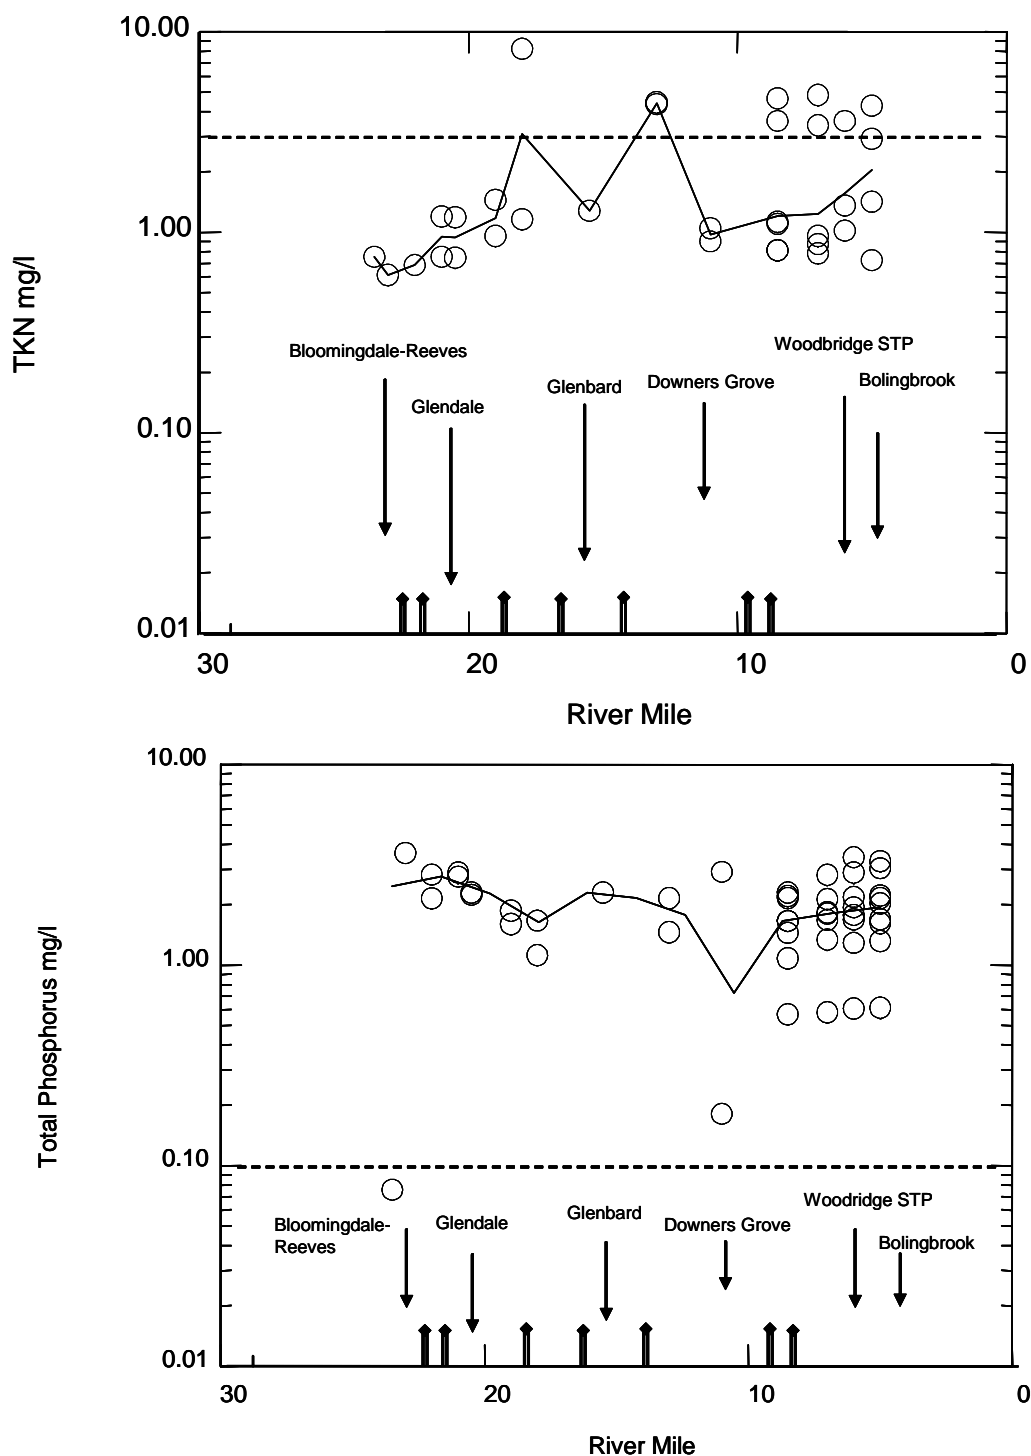 10.00
1.00
0.10
0.01
TKN mg/l
Bloomingdale-Reeves
Glendale
Glenbard
Downers Grove
Woodbridge STP
Bolingbrook
30
20
10
0
River Mile
10.00
1.00
0.10
0.01
Total Phosphorus mg/l
Bloomingdale-
Reeves
Glendale
Glenbard
Downers Grove
Woodridge STP
Bolingbrook
30
20
10
0
River Mile